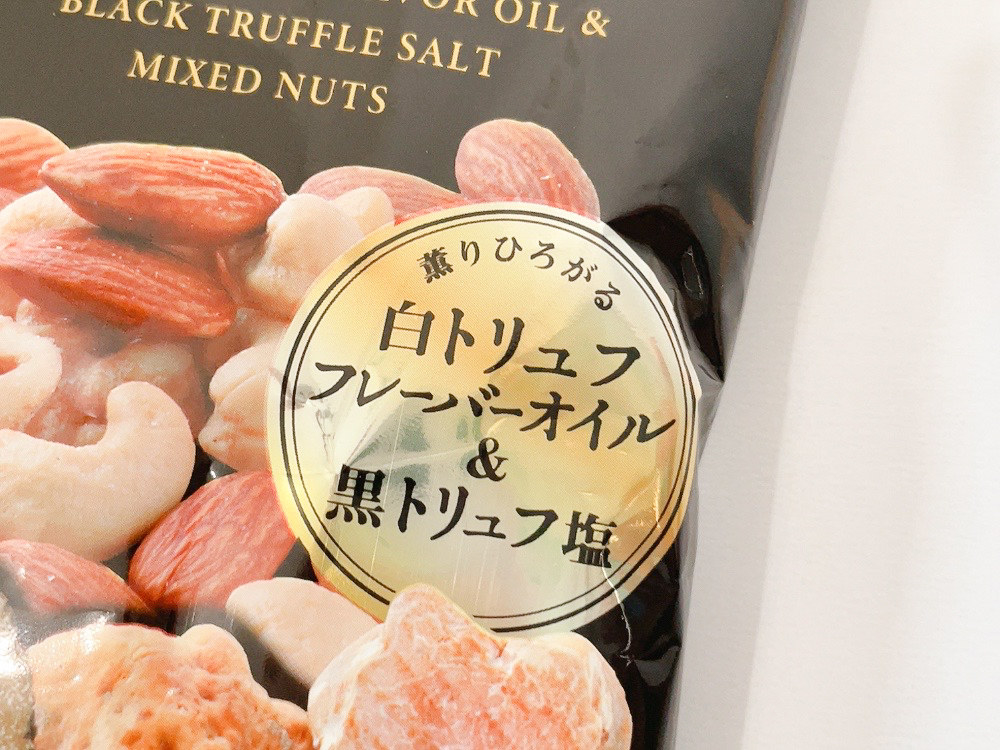 OIL &
BLACK TRUFFLE SALT
MIXED NUTS
薫りひろがる
白トリュフ
フレーバーオイル
&
黒トリュフ塩